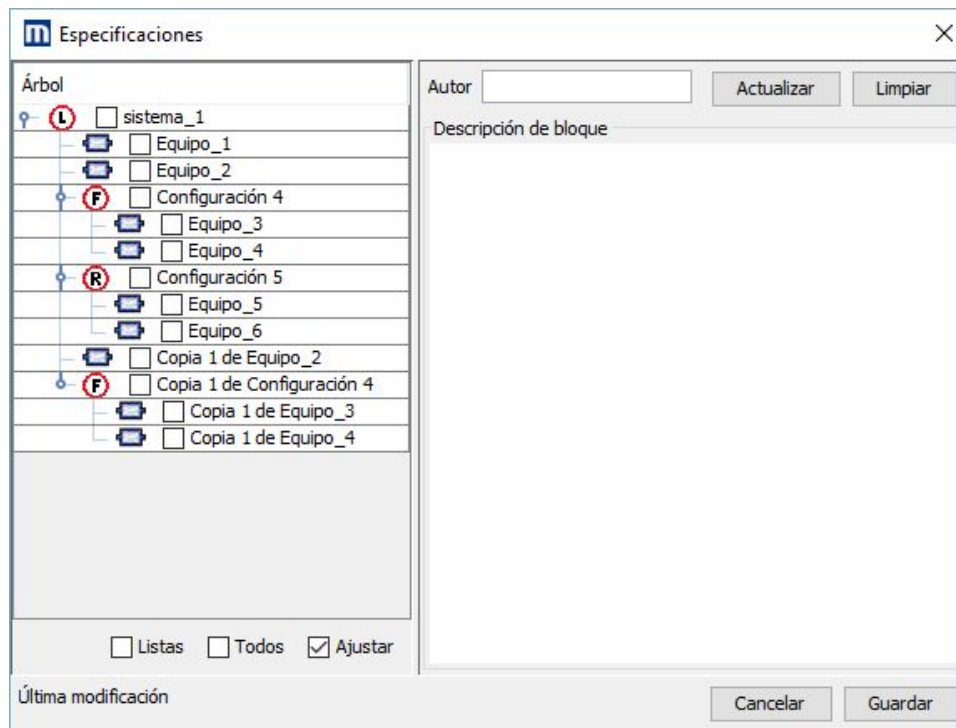 m Especificaciones
Árbol
L sistema_1
Equipo_1
Equipo_2
F Configuración 4
Equipo_3
Equipo_4
R Configuración 5
Equipo_5
Equipo_6
Copia 1 de Equipo_2
F Copia 1 de Configuración 4
Copia 1 de Equipo_3
Copia 1 de Equipo_4
Listas Todos Ajustar
Autor Actualizar Limpiar
Descripción de bloque
Última modificación
Cancelar Guardar